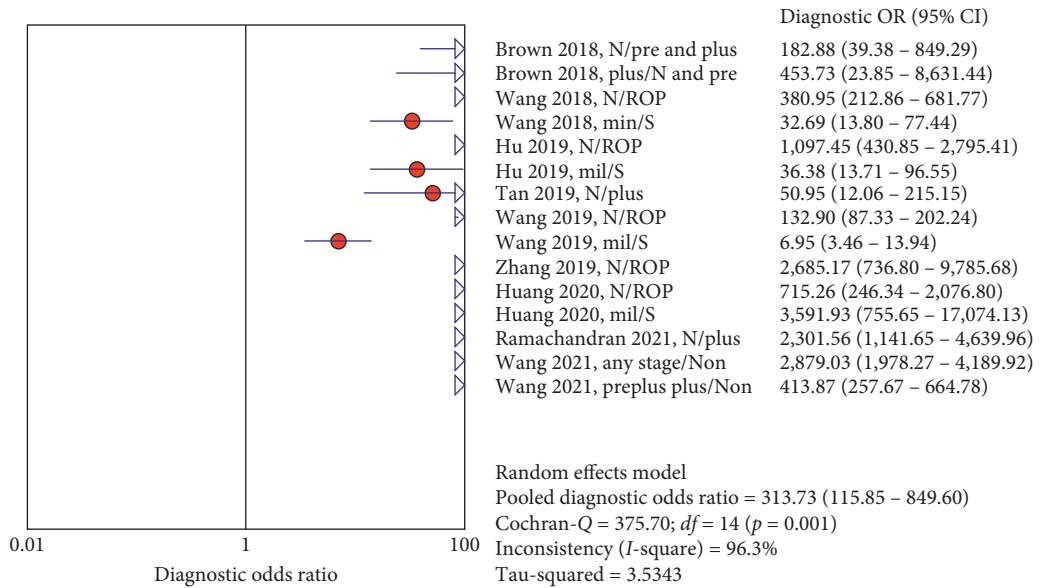 Diagnostic OR (95% CI)
Brown 2018, N/pre and plus 182.88 (39.38 – 849.29)
Brown 2018, plus/N and pre 453.73 (23.85 – 8,631.44)
Wang 2018, N/ROP 380.95 (212.86 – 681.77)
Wang 2018, min/S 32.69 (13.80 – 77.44)
Hu 2019, N/ROP 1,097.45 (430.85 – 2,795.41)
Hu 2019, mil/S 36.38 (13.71 – 96.55)
Tan 2019, N/plus 50.95 (12.06 – 215.15)
Wang 2019, N/ROP 132.90 (87.33 – 202.24)
Wang 2019, mil/S 6.95 (3.46 – 13.94)
Zhang 2019, N/ROP 2,685.17 (736.80 – 9,785.68)
Huang 2020, N/ROP 715.26 (246.34 – 2,076.80)
Huang 2020, mil/S 3,591.93 (755.65 – 17,074.13)
Ramachandran 2021, N/plus 2,301.56 (1,141.65 – 4,639.96)
Wang 2021, any stage/Non 2,879.03 (1,978.27 – 4,189.92)
Wang 2021, preplus plus/Non 413.87 (257.67 – 664.78)
Random effects model
Pooled diagnostic odds ratio = 313.73 (115.85 – 849.60)
Cochran-Q = 375.70; df = 14 (p = 0.001)
Inconsistency (I-square) = 96.3%
Tau-squared = 3.5343
0.01 1 100
Diagnostic odds ratio